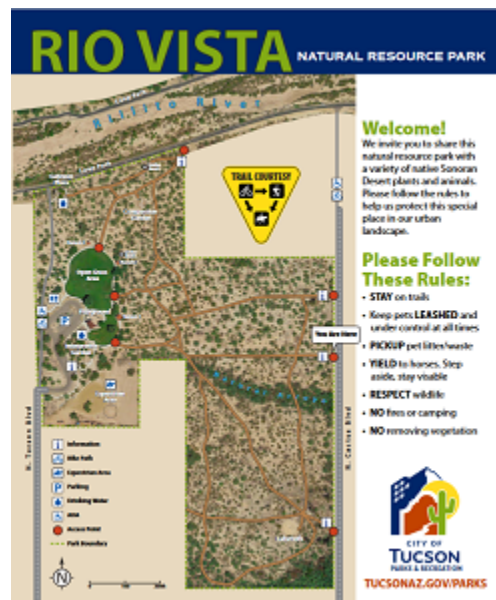 RIO VISTA NATURAL RESOURCE PARK
Rillito River
TRAIL COURTESY
Welcome!
We invite you to share this
natural resource park with
a variety of native Sonoran
Desert plants and animals.
Please follow the rules to
help us protect this special
place in our urban
landscape.
Please Follow
These Rules:
• STAY on trails
• Keep pets LEASHED and
under control at all times
• PICKUP pet litter/waste
• YIELD to horses. Step
aside, stay visable
• RESPECT wildlife
• NO fires or camping
• NO removing vegetation
Open Grass
Area
You Are Here
N. Tucson Blvd
Information
Bike Path
Equestrian Area
Parking
Drinking Water
ADA
Access Point
Park Boundary
N
CITY OF
TUCSON
PARKS & RECREATION
TUCSONAZ.GOV/PARKS